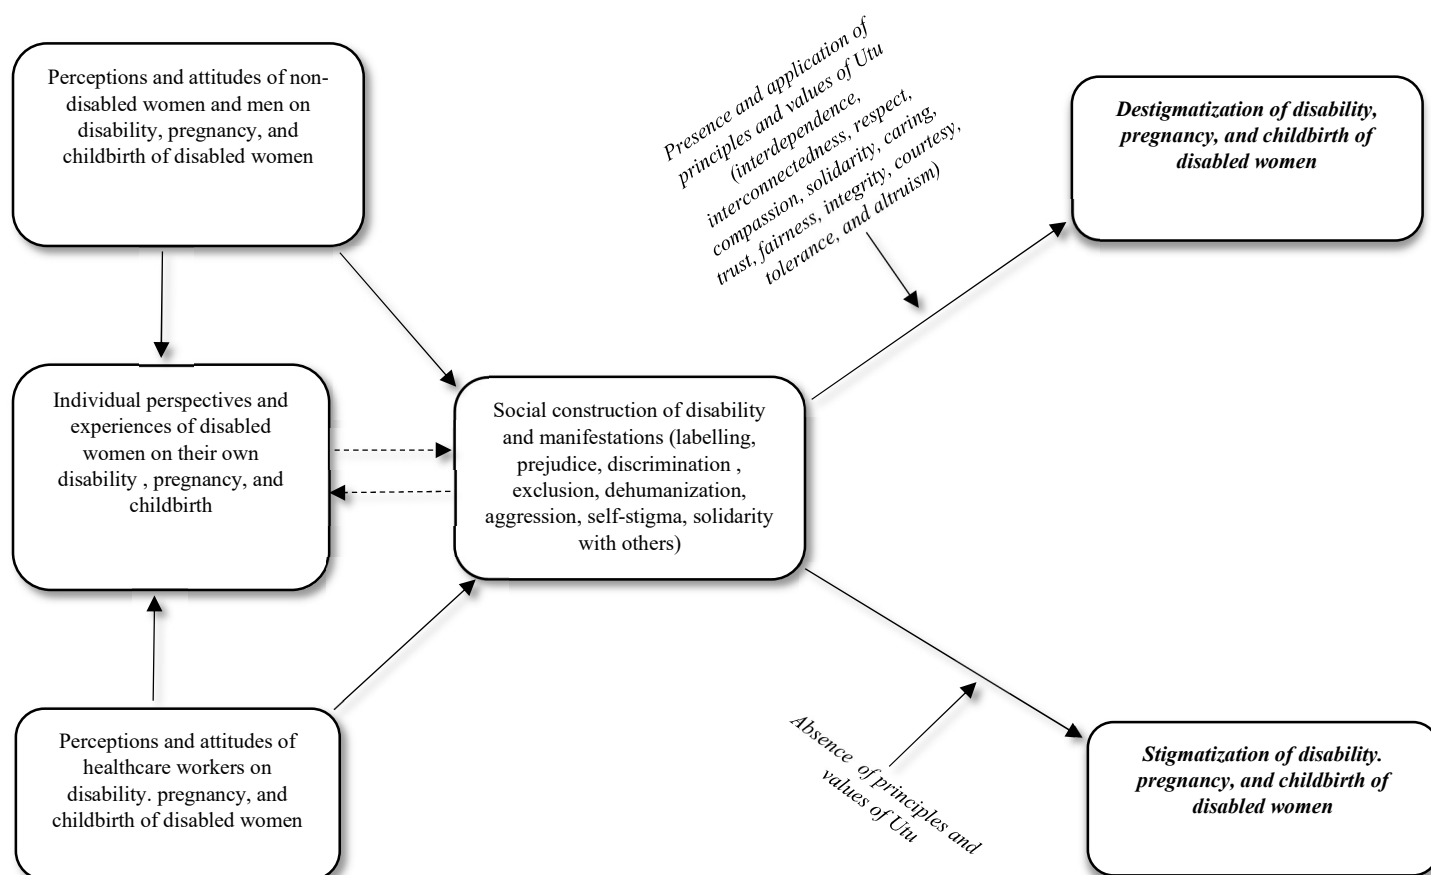 Perceptions and attitudes of non-
disabled women and men on
disability, pregnancy, and
childbirth of disabled women
Presence and application of
principles and values of Utu
(interdependence,
interconnectedness, respect,
compassion, solidarity, caring,
trust, fairness, integrity, courtesy,
tolerance, and altruism)
Destigmatization of disability,
pregnancy, and childbirth of
disabled women
Individual perspectives and
experiences of disabled
women on their own
disability , pregnancy, and
childbirth
Social construction of disability
and manifestations (labelling,
prejudice, discrimination ,
exclusion, dehumanization,
aggression, self-stigma, solidarity
with others)
Perceptions and attitudes of
healthcare workers on
disability. pregnancy, and
childbirth of disabled women
Absence of principles and
values of Utu
Stigmatization of disability.
pregnancy, and childbirth of
disabled women